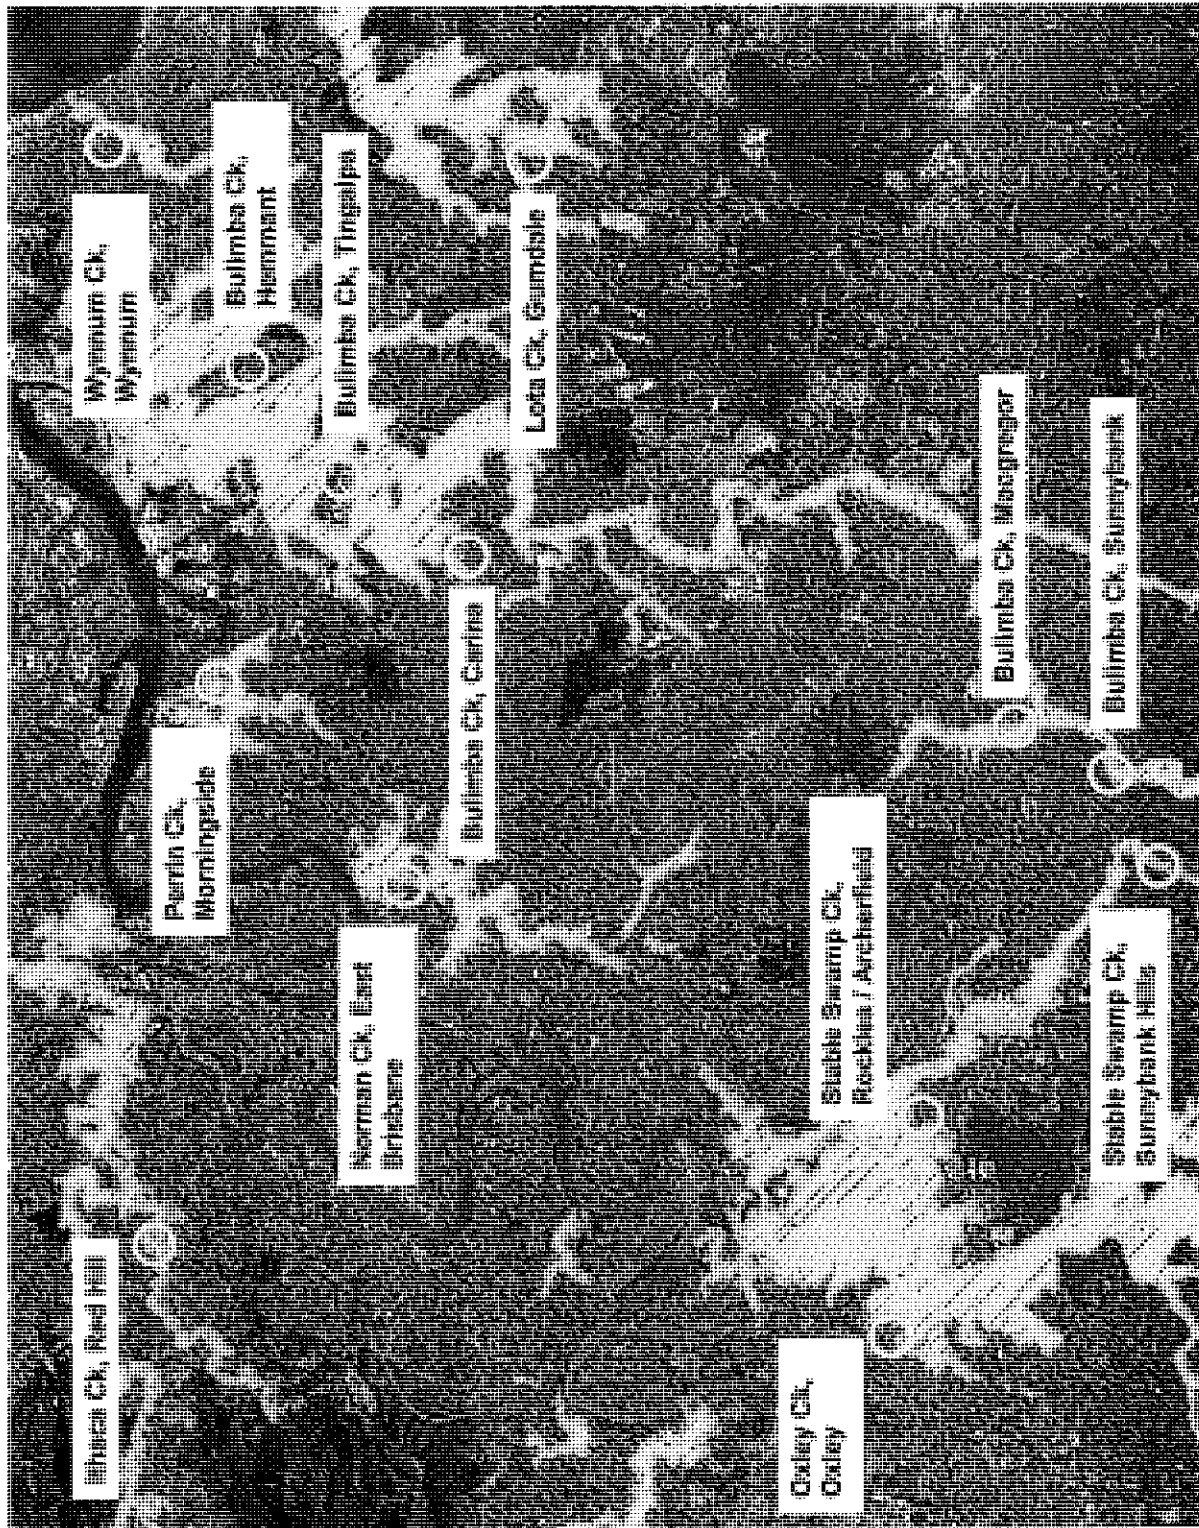 Wynnum Ck,
Wynnum
Bulimba Ck,
Hemmant
Bulimba Ck, Tingalpa
Lota Ck, Gumdale
Bulimba Ck, Macgregor
Bulimba Ck, Sunnybank
Perrin Ck,
Morningside
Bulimba Ck, Carina
Norman Ck, East
Brisbane
Stable Swamp Ck,
Rocklea / Archerfield
Stable Swamp Ck,
Sunnybank Hills
Ithaca Ck, Red Hill
Oxley Ck,
Oxley